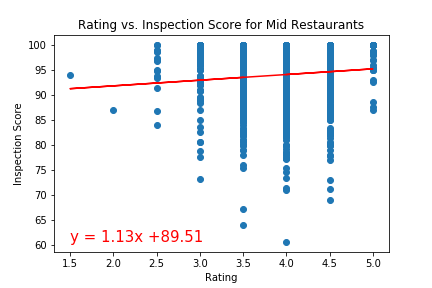 Rating vs. Inspection Score for Mid Restaurants
100
95
90
85
80
75
70
65
60
Inspection Score
y = 1.13x +89.51
1.5 2.0 2.5 3.0 3.5 4.0 4.5 5.0
Rating